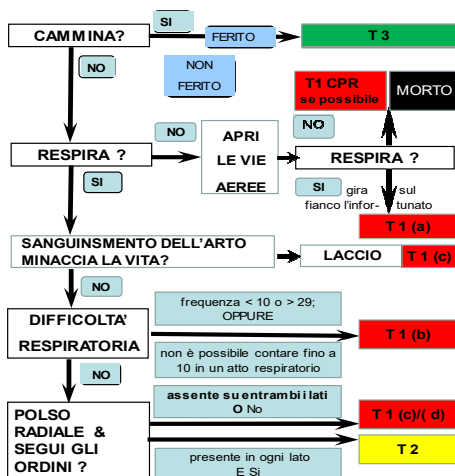 CAMMINA?
SI
FERITO
T 3
NO
NON
FERITO
T1 CPR
se possibile
MORTO
NO
RESPIRA ?
NO
APRI
LE VIE
AEREE
RESPIRA ?
SI
SI gira sul
fianco l'infor- tunato
T 1 (a)
SANGUINSMENTO DELL'ARTO
MINACCIA LA VITA?
LACCIO
T 1 (c)
NO
frequenza < 10 o > 29;
OPPURE
DIFFICOLTA'
RESPIRATORIA
T 1 (b)
non è possibile contare fino a
10 in un atto respiratorio
NO
assente su entrambi i lati
O No
POLSO
RADIALE &
SEGUI GLI
ORDINI ?
T 1 (c)/( d)
T 2
presente in ogni lato
E Si